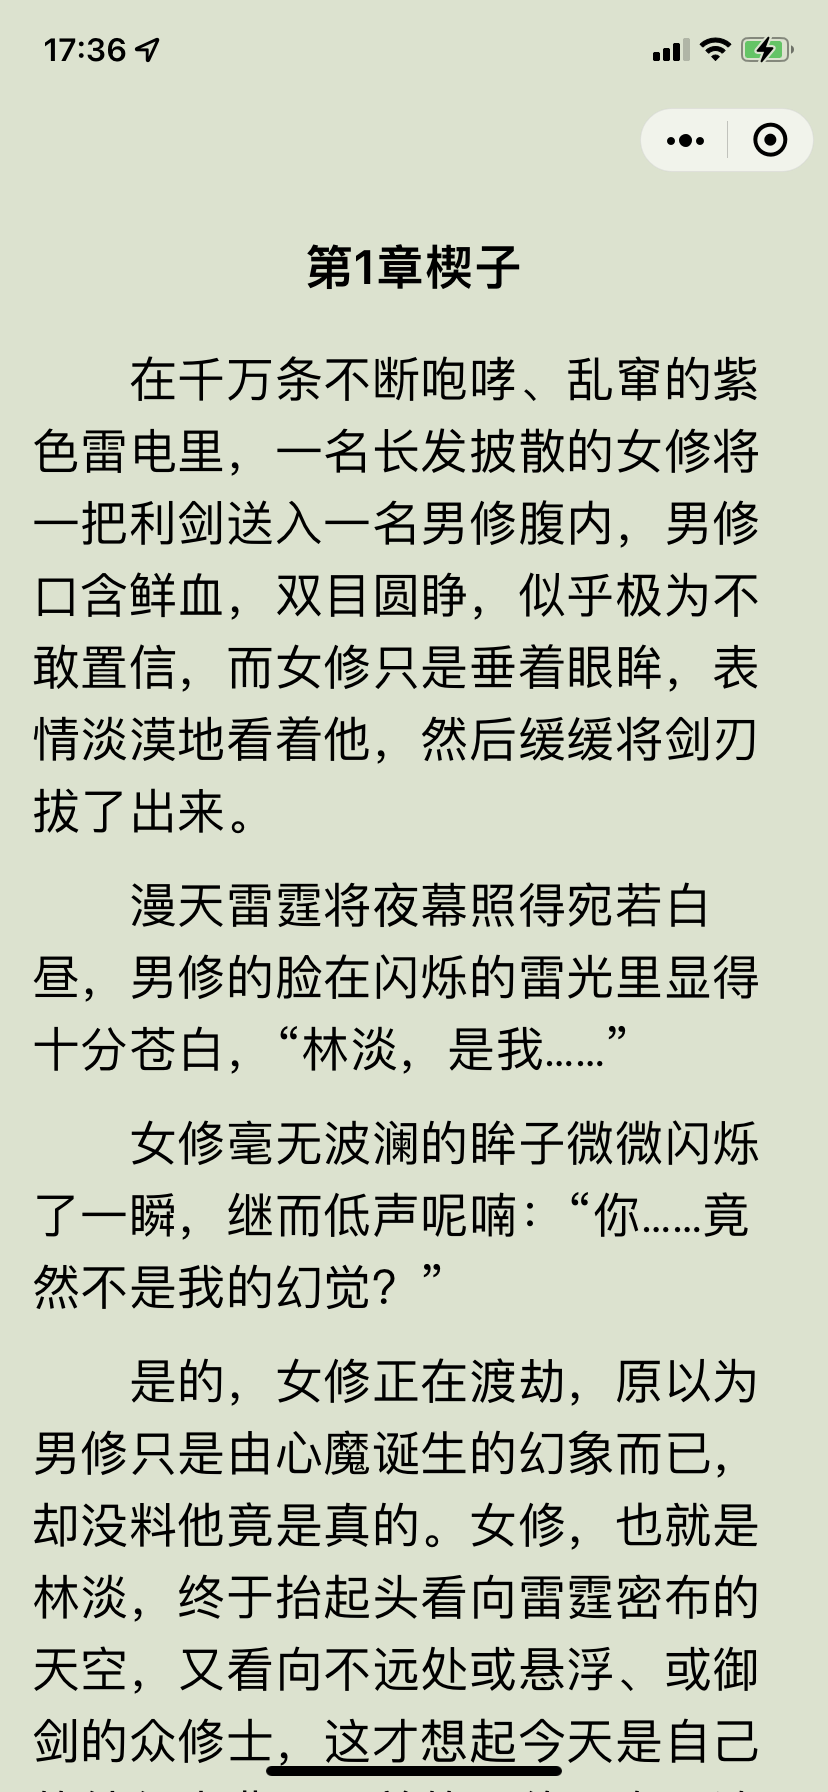 17:36
第1章楔子
在千万条不断咆哮、乱窜的紫
色雷电里，一名长发披散的女修将
一把利剑送入一名男修腹内，男修
口含鲜血，双目圆睁，似乎极为不
敢置信，而女修只是垂着眼眸，表
情淡漠地看着他，然后缓缓将剑刃
拔了出来。
漫天雷霆将夜幕照得宛若白
昼，男修的脸在闪烁的雷光里显得
十分苍白，“林淡，是我……”
女修毫无波澜的眸子微微闪烁
了一瞬，继而低声呢喃：“你……竟
然不是我的幻觉？”
是的，女修正在渡劫，原以为
男修只是由心魔诞生的幻象而已，
却没料他竟是真的。女修，也就是
林淡，终于抬起头看向雷霆密布的
天空，又看向不远处或悬浮、或御
剑的众修士，这才想起今天是自己